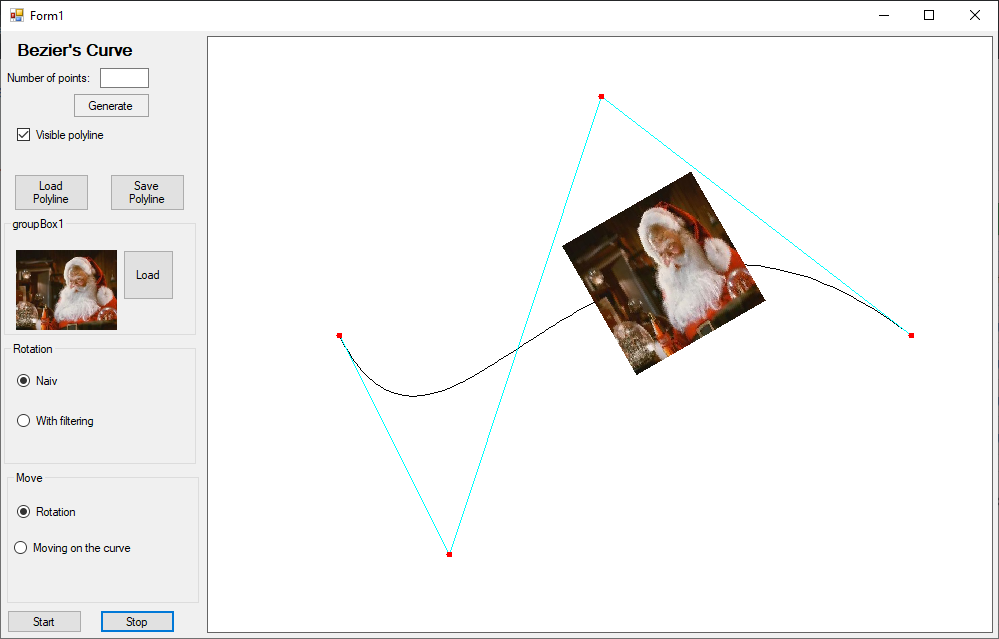 Form1
Bezier's Curve
Number of points:
Generate
Visible polyline
Load
Polyline
Save
Polyline
groupBox1
Load
Rotation
Naiv
With filtering
Move
Rotation
Moving on the curve
Start
Stop